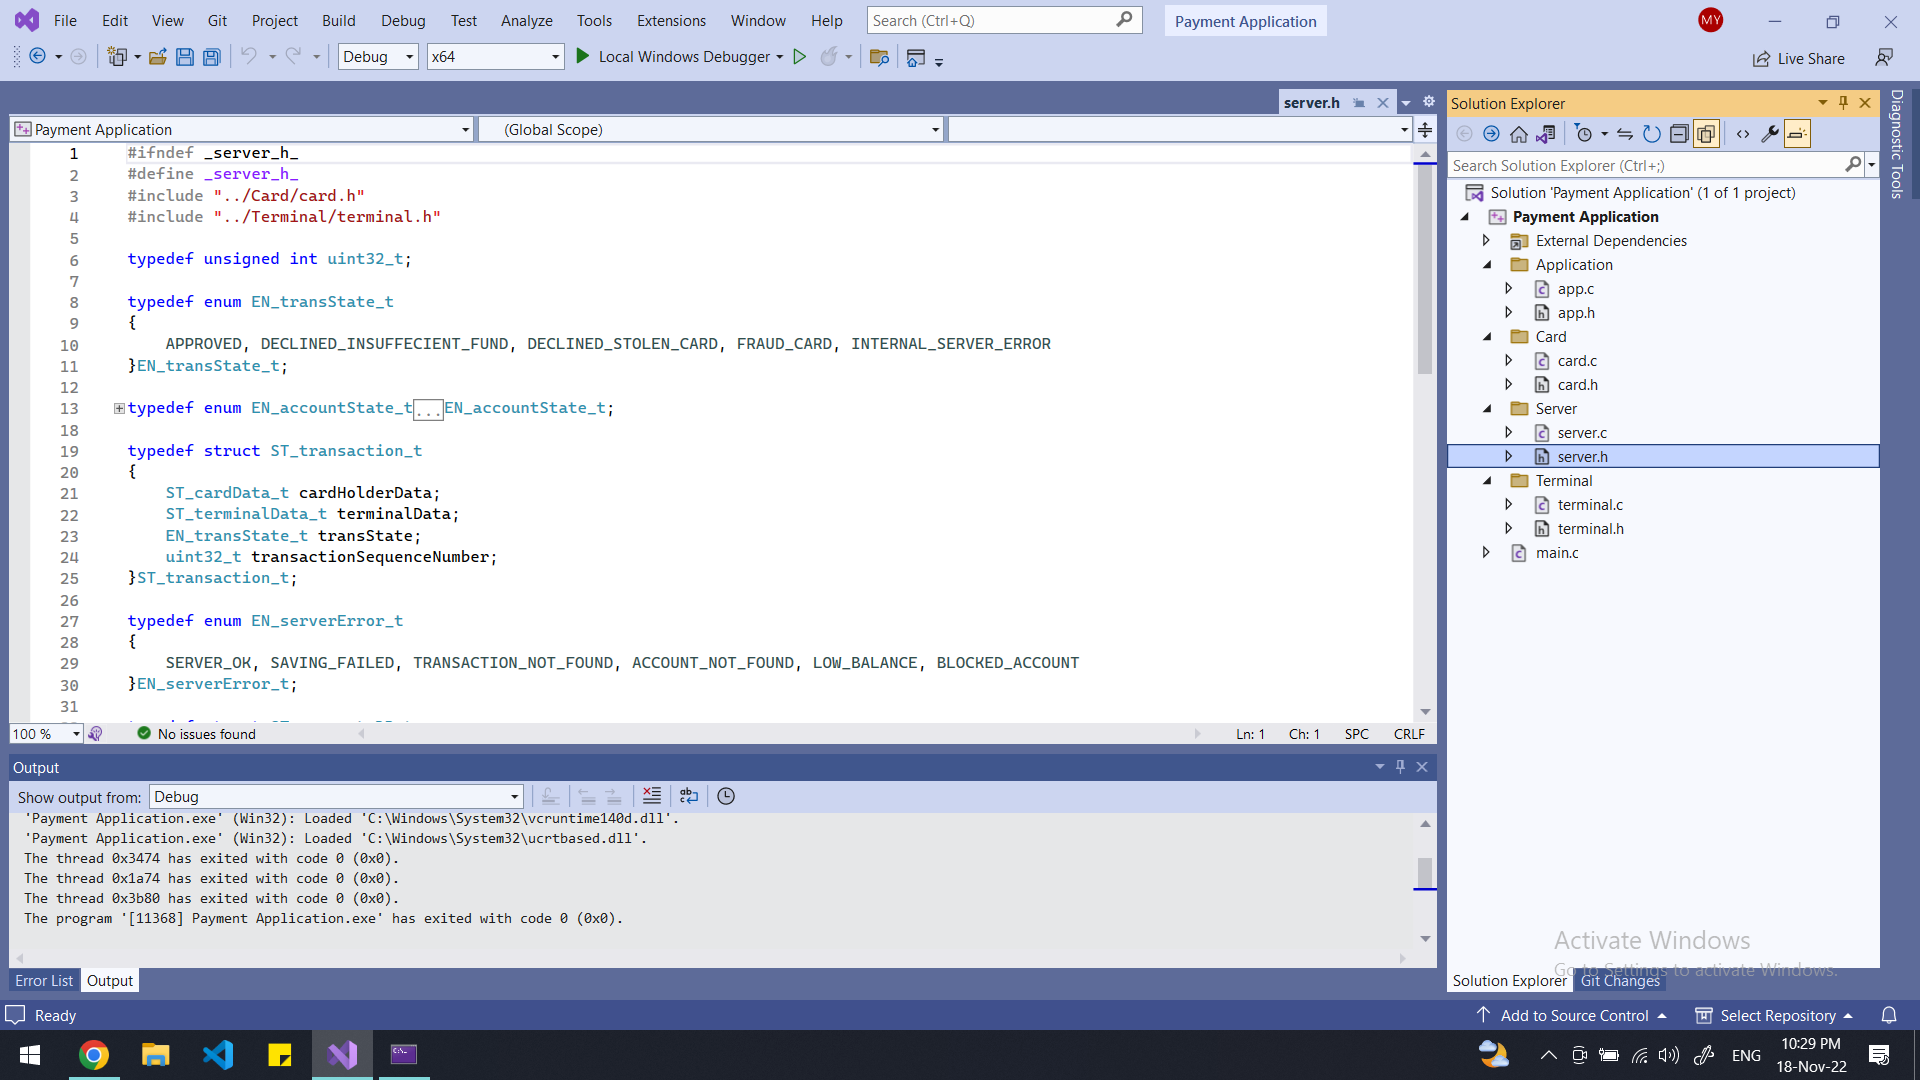 File Edit View Git Project Build Debug Test Analyze Tools Extensions Window Help Search (Ctrl+Q) Payment Application MY
Debug x64 Local Windows Debugger Live Share
server.h
Payment Application (Global Scope)
1 #ifndef _server_h_
2 #define _server_h_
3 #include "../Card/card.h"
4 #include "../Terminal/terminal.h"
5
6 typedef unsigned int uint32_t;
7
8 typedef enum EN_transState_t
9 {
10 APPROVED, DECLINED_INSUFFECIENT_FUND, DECLINED_STOLEN_CARD, FRAUD_CARD, INTERNAL_SERVER_ERROR
11 }EN_transState_t;
12
13 typedef enum EN_accountState_t...EN_accountState_t;
18
19 typedef struct ST_transaction_t
20 {
21 ST_cardData_t cardHolderData;
22 ST_terminalData_t terminalData;
23 EN_transState_t transState;
24 uint32_t transactionSequenceNumber;
25 }ST_transaction_t;
26
27 typedef enum EN_serverError_t
28 {
29 SERVER_OK, SAVING_FAILED, TRANSACTION_NOT_FOUND, ACCOUNT_NOT_FOUND, LOW_BALANCE, BLOCKED_ACCOUNT
30 }EN_serverError_t;
31
100 % No issues found Ln: 1 Ch: 1 SPC CRLF
Output
Show output from: Debug
'Payment Application.exe' (Win32): Loaded 'C:\Windows\System32\vcruntime140d.dll'.
'Payment Application.exe' (Win32): Loaded 'C:\Windows\System32\ucrtbased.dll'.
The thread 0x3474 has exited with code 0 (0x0).
The thread 0x1a74 has exited with code 0 (0x0).
The thread 0x3b80 has exited with code 0 (0x0).
The program '[11368] Payment Application.exe' has exited with code 0 (0x0).
Error List Output
Solution Explorer
Search Solution Explorer (Ctrl+;)
Solution 'Payment Application' (1 of 1 project)
Payment Application
External Dependencies
Application
app.c
app.h
Card
card.c
card.h
Server
server.c
server.h
Terminal
terminal.c
terminal.h
main.c
Activate Windows
Go to Settings to activate Windows.
Solution Explorer Git Changes
Diagnostic Tools
Ready Add to Source Control Select Repository
ENG 10:29 PM
18-Nov-22